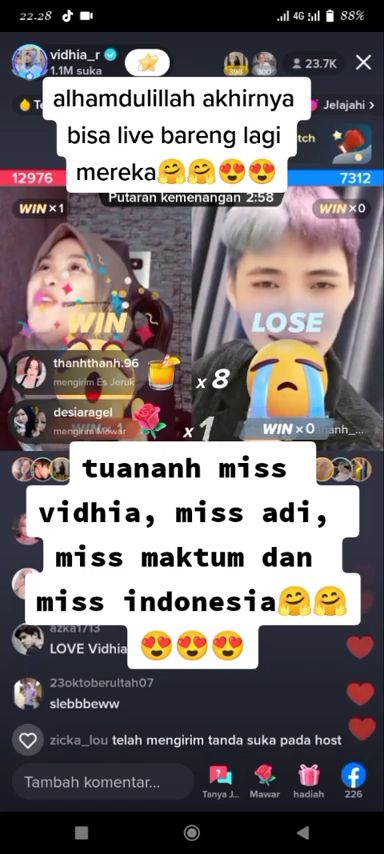 22.28
4G
88%
vidhia_r
1.1M suka
398
300
23.7K
Jelajahi >
alhamdulillah akhirnya
bisa live bareng lagi
mereka🤗🤗😍😍
12976
7312
Putaran kemenangan 2:58
WIN ×1
WIN ×0
WIN
LOSE
thanhthanh.96
mengirim Es Jeruk
x 8
desiaragel
mengirim Mawar
x 1
WIN × 0
tuananh miss
vidhia, miss adi,
miss maktum dan
miss indonesia🤗🤗
😍😍😍
azka1713
LOVE Vidhia
23oktoberultah07
slebbbeww
zicka_lou telah mengirim tanda suka pada host
Tambah komentar...
Tanya J...
Mawar
hadiah
226